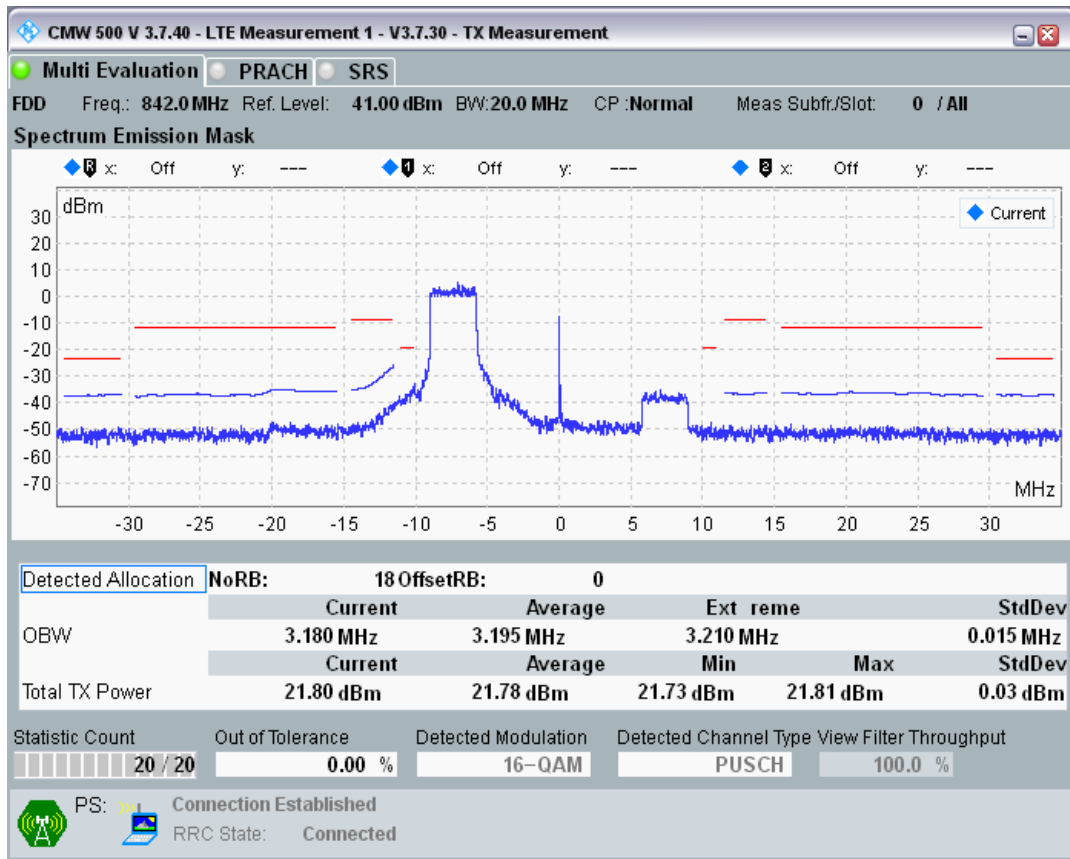 CMW 500 V 3.7.40 - LTE Measurement 1 - V3.7.30 - TX Measurement
Multi Evaluation PRACH SRS
FDD Freq.: 842.0 MHz Ref. Level: 41.00 dBm BW:20.0 MHz CP :Normal Meas Subfr./Slot: 0 / All
Spectrum Emission Mask
R x: Off y: --- 1 x: Off y: --- 2 x: Off y: ---
dBm
Current
30
20
10
0
-10
-20
-30
-40
-50
-60
-70
MHz
-30 -25 -20 -15 -10 -5 0 5 10 15 20 25 30
Detected Allocation NoRB: 18 OffsetRB: 0
Current Average Ext reme StdDev
OBW 3.180 MHz 3.195 MHz 3.210 MHz 0.015 MHz
Current Average Min Max StdDev
Total TX Power 21.80 dBm 21.78 dBm 21.73 dBm 21.81 dBm 0.03 dBm
Statistic Count Out of Tolerance Detected Modulation Detected Channel Type View Filter Throughput
20 / 20 0.00 % 16-QAM PUSCH 100.0 %
PS: Connection Established
RRC State: Connected